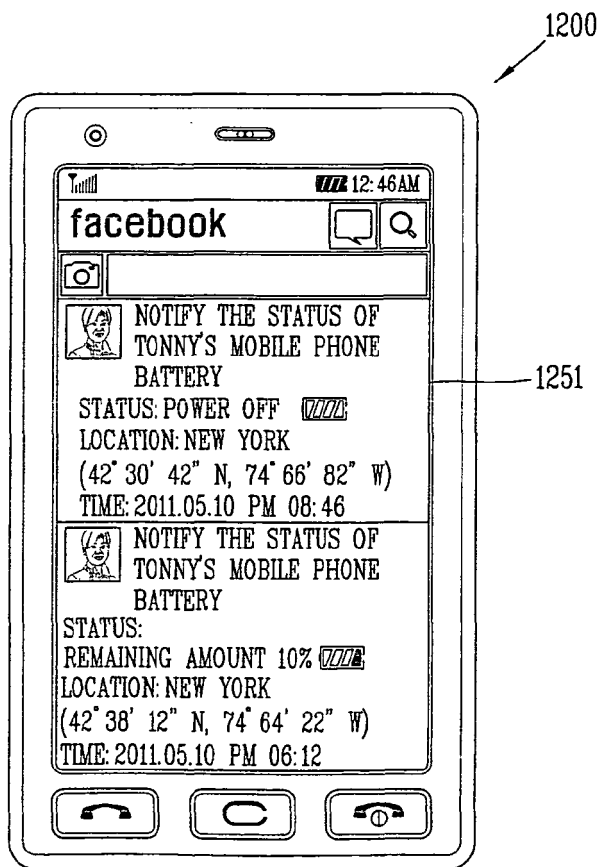 1200
12:46AM
facebook
NOTIFY THE STATUS OF
TONNY'S MOBILE PHONE
BATTERY
1251
STATUS: POWER OFF
LOCATION: NEW YORK
(42° 30' 42" N, 74° 66' 82" W)
TIME: 2011.05.10 PM 08:46
NOTIFY THE STATUS OF
TONNY'S MOBILE PHONE
BATTERY
STATUS:
REMAINING AMOUNT 10%
LOCATION: NEW YORK
(42° 38' 12" N, 74° 64' 22" W)
TIME: 2011.05.10 PM 06:12